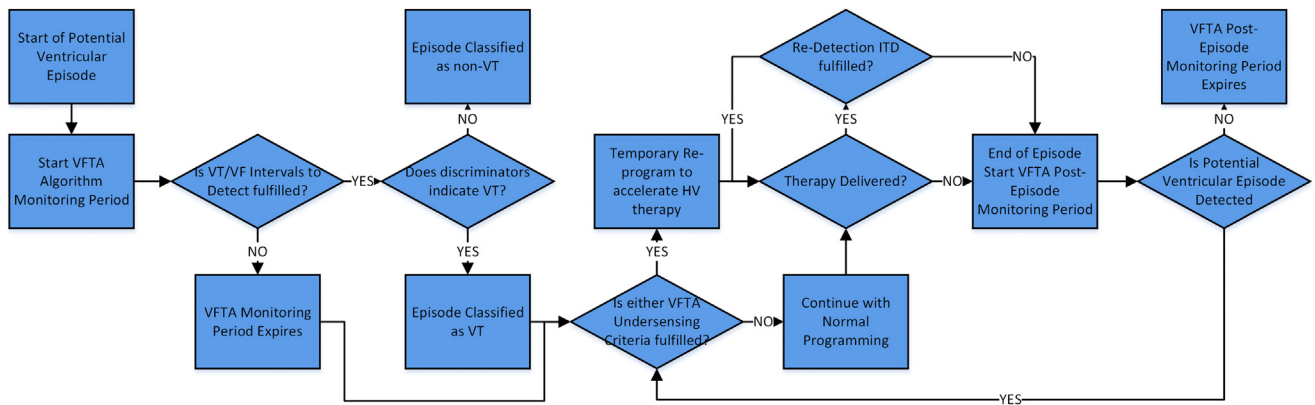 Start of Potential
Ventricular
Episode
Start VFTA
Algorithm
Monitoring Period
Is VT/VF Intervals to
Detect fulfilled?
YES
NO
VFTA Monitoring
Period Expires
Episode Classified
as non-VT
NO
Does discriminators
indicate VT?
YES
Episode Classified
as VT
Is either VFTA
Undersensing
Criteria fulfilled?
YES
NO
Temporary Re-
program to
accelerate HV
therapy
Continue with
Normal
Programming
Re-Detection ITD
fulfilled?
YES
YES
NO
Therapy Delivered?
NO
End of Episode
Start VFTA Post-
Episode
Monitoring Period
VFTA Post-
Episode
Monitoring Period
Expires
NO
Is Potential
Ventricular Episode
Detected
YES